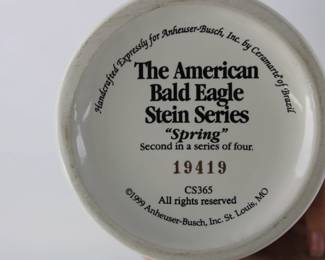 Handcrafted Expressly for Anheuser-Busch, Inc. by Ceramarte of Brazil
The American
Bald Eagle
Stein Series
"Spring"
Second in a series of four.
19419
CS365
All rights reserved
©1999 Anheuser-Busch, Inc. St. Louis, MO